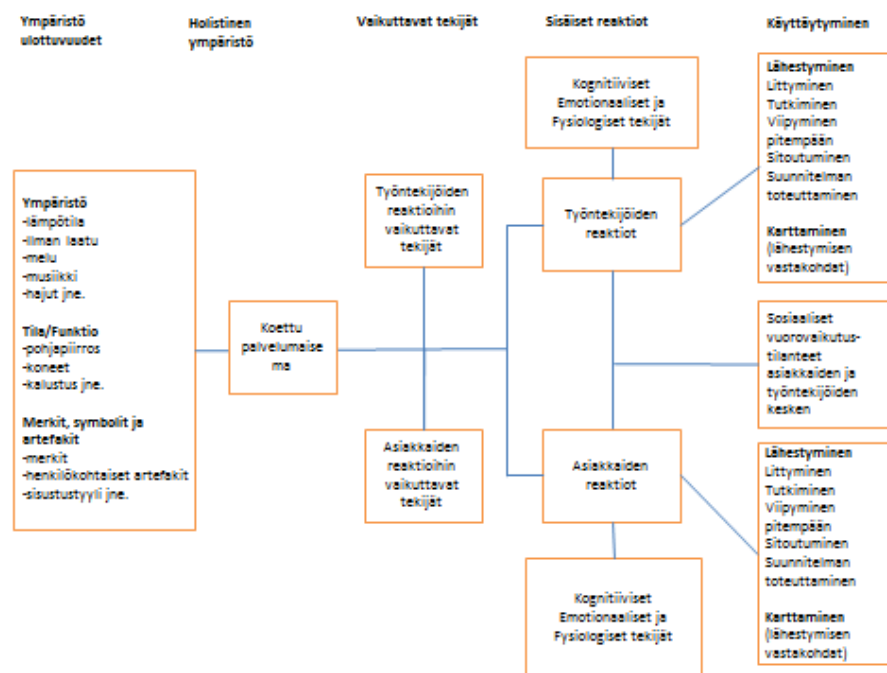 Ympäristö
ulottuvuudet
Holistinen
ympäristö
Vaikuttavat tekijät
Sisäiset reaktiot
Käyttäytyminen
Ympäristö
-lämpötila
-ilman laatu
-melu
-musiikki
-hajut jne.
Tila/Funktio
-pohjapiirros
-koneet
-kalustus jne.
Merkit, symbolit ja
artefakit
-merkit
-henkilökohtaiset artefakit
-sisustustyyli jne.
Koettu
palvelumaise
ma
Työntekijöiden
reaktioihin
vaikuttavat
tekijät
Asiakkaiden
reaktioihin
vaikuttavat
tekijät
Kognitiiviset
Emotionaaliset ja
Fysiologiset tekijät
Työntekijöiden
reaktiot
Asiakkaiden
reaktiot
Kognitiiviset
Emotionaaliset ja
Fysiologiset tekijät
Lähestyminen
Littyminen
Tutkiminen
Viipyminen
pitempään
Sitoutuminen
Suunnitelman
toteuttaminen
Karttaminen
(lähestymisen
vastakohdat)
Sosiaaliset
vuorovaikutus-
tilanteet
asiakkaiden ja
työntekijöiden
kesken
Lähestyminen
Littyminen
Tutkiminen
Viipyminen
pitempään
Sitoutuminen
Suunnitelman
toteuttaminen
Karttaminen
(lähestymisen
vastakohdat)